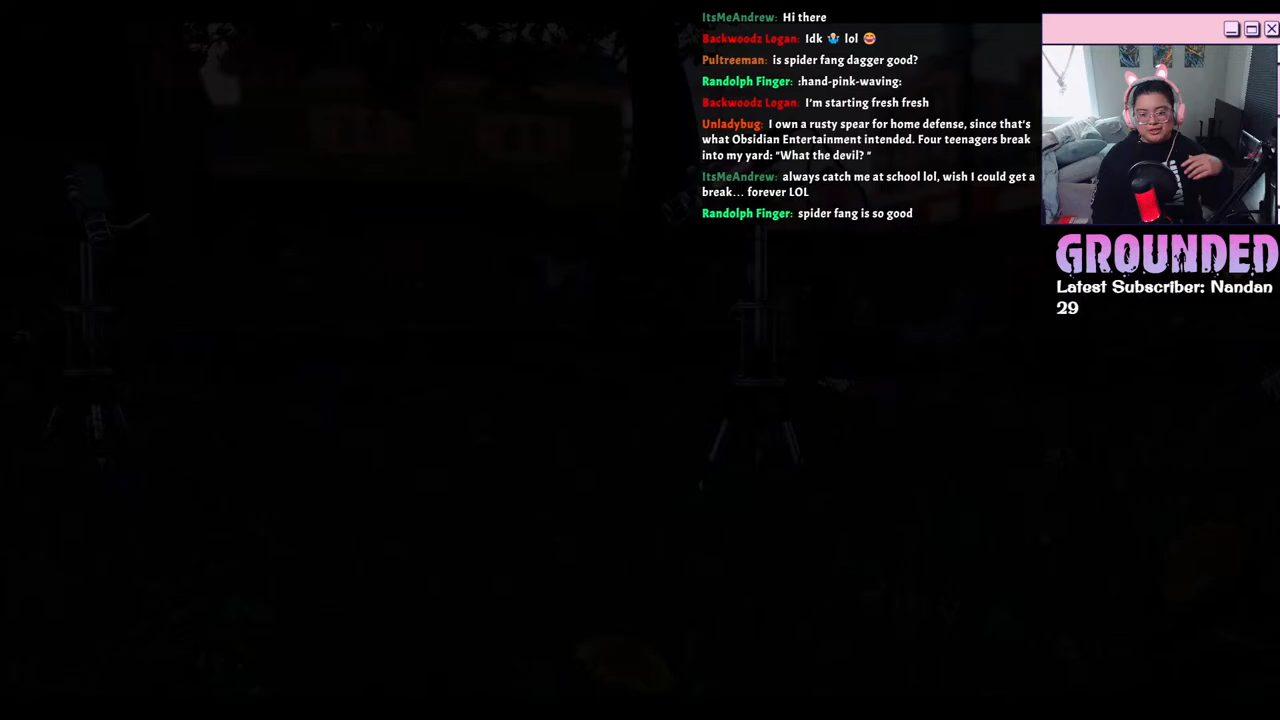 ItsMeAndrew: Hi there
Backwoodz Logan: Idk 🤷🏼‍♂️ lol 😂
Pultreeman: is spider fang dagger good?
Randolph Finger: :hand-pink-waving:
Backwoodz Logan: I'm starting fresh fresh
Unladybug: I own a rusty spear for home defense, since that's
what Obsidian Entertainment intended. Four teenagers break
into my yard: "What the devil? "
ItsMeAndrew: always catch me at school lol, wish I could get a
break... forever LOL
Randolph Finger: spider fang is so good
GROUNDED
Latest Subscriber: Nandan
29